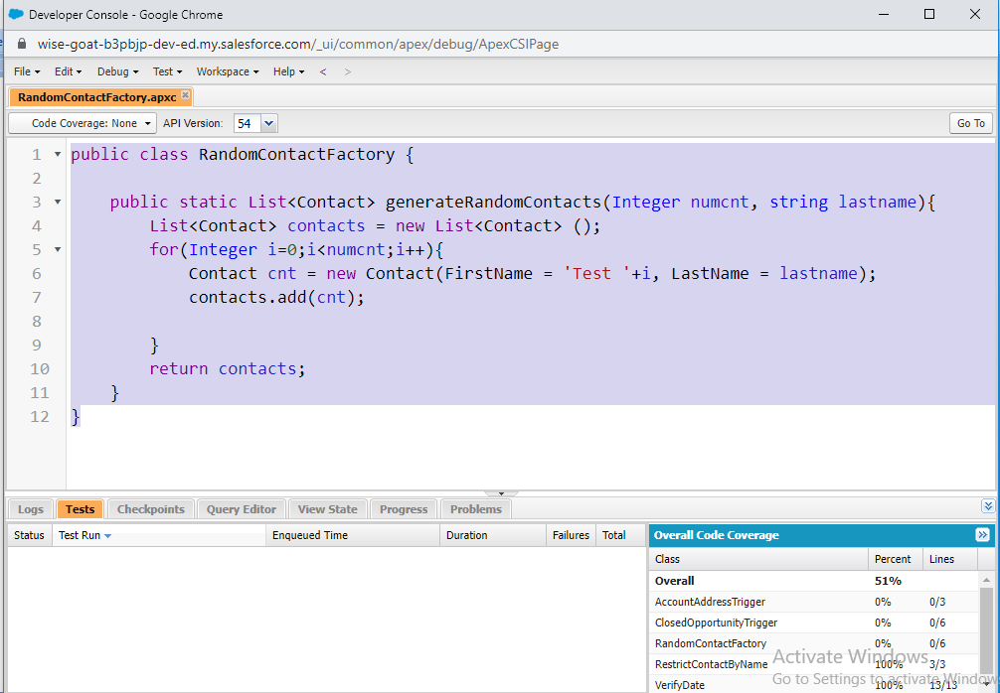 Developer Console - Google Chrome
wise-goat-b3pbjp-dev-ed.my.salesforce.com/_ui/common/apex/debug/ApexCSIPage
File Edit Debug Test Workspace Help < >
RandomContactFactory.apxc
Code Coverage: None API Version: 54 Go To
1 public class RandomContactFactory {
2
3 public static List<Contact> generateRandomContacts(Integer numcnt, string lastname){
4 List<Contact> contacts = new List<Contact> ();
5 for(Integer i=0;i<numcnt;i++){
6 Contact cnt = new Contact(FirstName = 'Test '+i, LastName = lastname);
7 contacts.add(cnt);
8
9 }
10 return contacts;
11 }
12 }
Logs Tests Checkpoints Query Editor View State Progress Problems
Status Test Run Enqueued Time Duration Failures Total
Overall Code Coverage
Class Percent Lines
Overall 51%
AccountAddressTrigger 0% 0/3
ClosedOpportunityTrigger 0% 0/6
RandomContactFactory 0% 0/6
RestrictContactByName 100% 3/3
VerifyDate 100% 13/13
Activate Windows
Go to Settings to activate Window